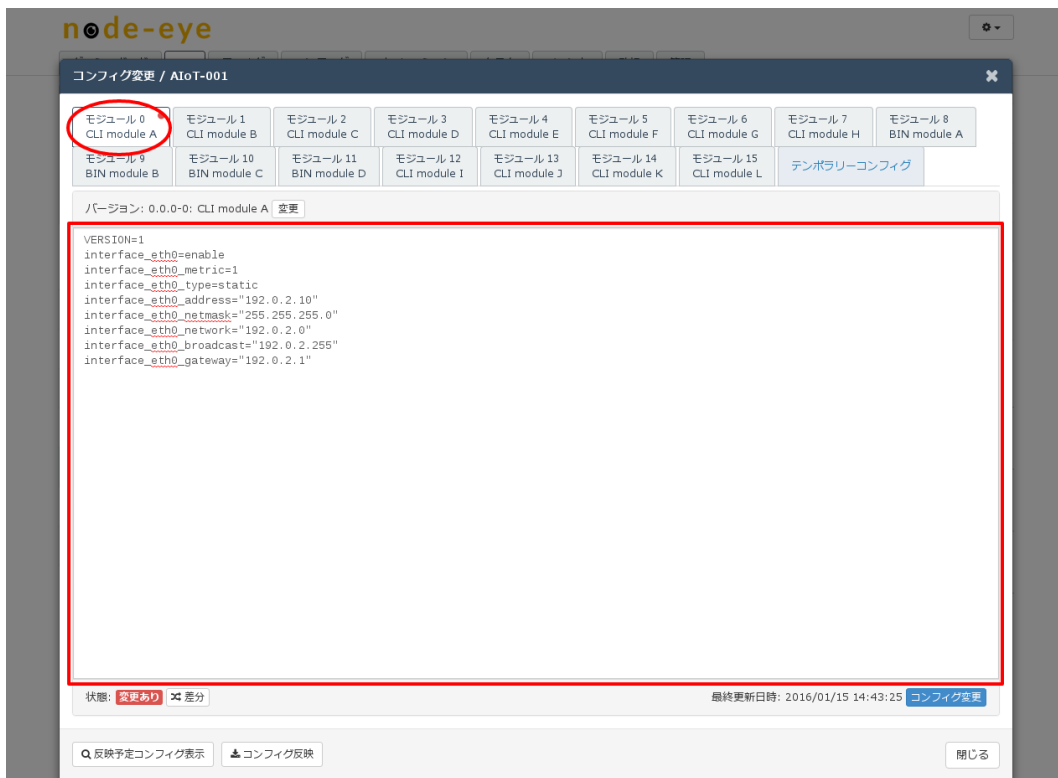 node-eye
コンフィグ変更 / AIoT-001
モジュール 0
CLI module A
モジュール 1
CLI module B
モジュール 2
CLI module C
モジュール 3
CLI module D
モジュール 4
CLI module E
モジュール 5
CLI module F
モジュール 6
CLI module G
モジュール 7
CLI module H
モジュール 8
BIN module A
モジュール 9
BIN module B
モジュール 10
BIN module C
モジュール 11
BIN module D
モジュール 12
CLI module I
モジュール 13
CLI module J
モジュール 14
CLI module K
モジュール 15
CLI module L
テンポラリーコンフィグ
バージョン: 0.0.0-0: CLI module A 変更
VERSION=1
interface_eth0=enable
interface_eth0_metric=1
interface_eth0_type=static
interface_eth0_address="192.0.2.10"
interface_eth0_netmask="255.255.255.0"
interface_eth0_network="192.0.2.0"
interface_eth0_broadcast="192.0.2.255"
interface_eth0_gateway="192.0.2.1"
状態: 変更あり 差分 最終更新日時: 2016/01/15 14:43:25 コンフィグ変更
反映予定コンフィグ表示 コンフィグ反映 閉じる